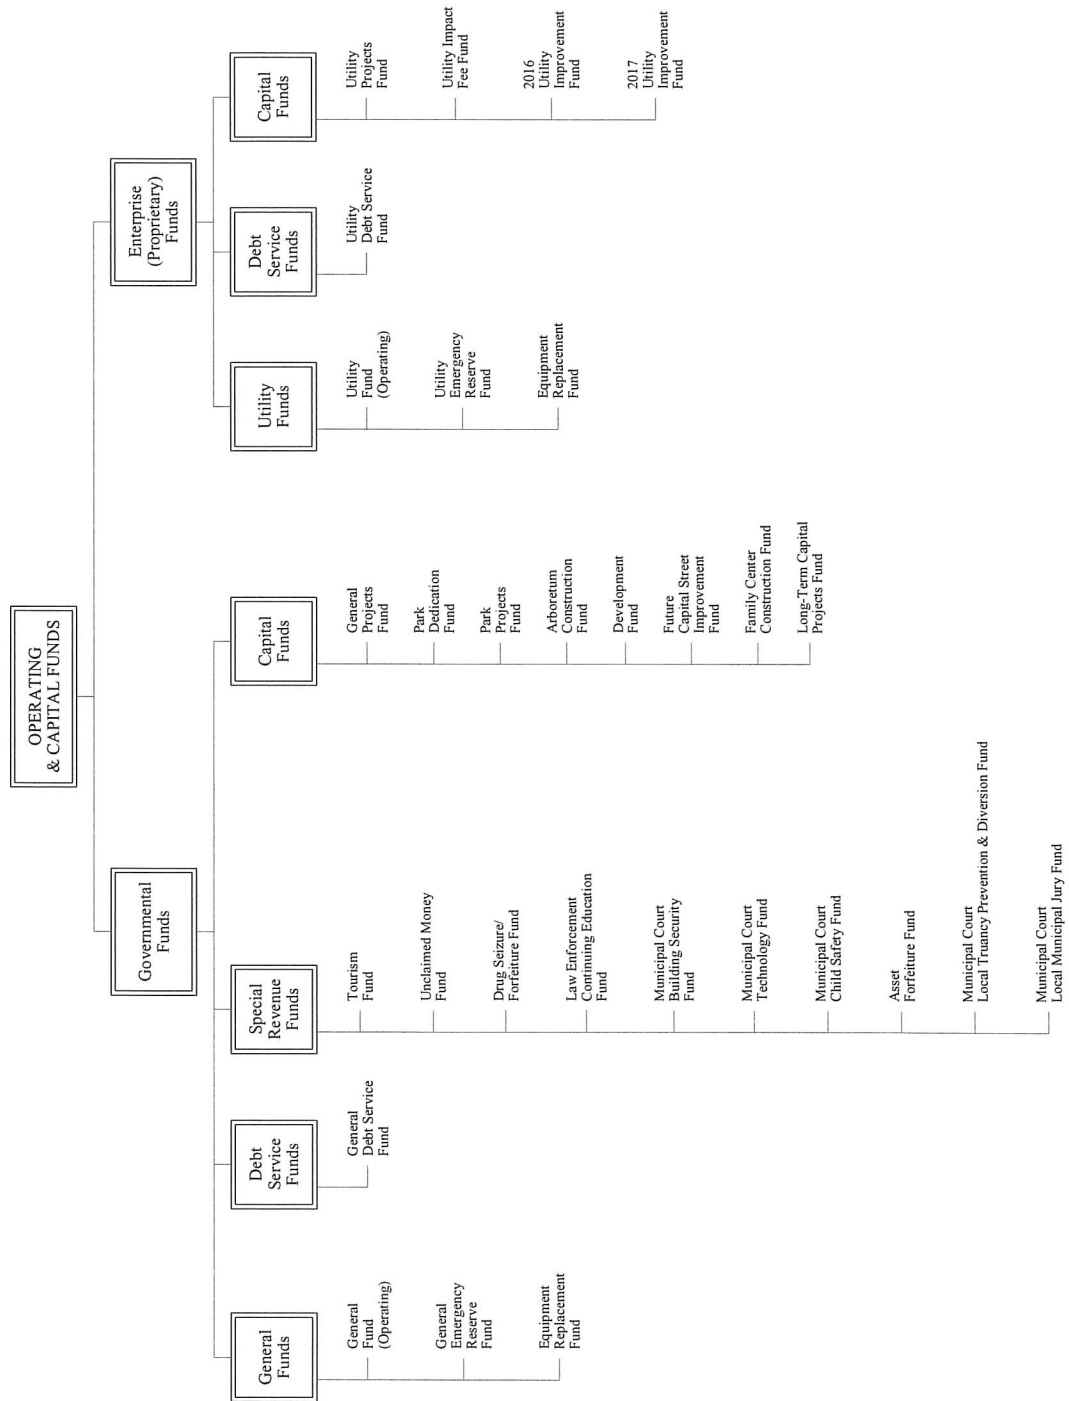 OPERATING
& CAPITAL FUNDS
Governmental
Funds
Enterprise
(Proprietary)
Funds
General
Funds
Debt
Service
Funds
Special
Revenue
Funds
Capital
Funds
Utility
Funds
Debt
Service
Funds
Capital
Funds
General
Fund
(Operating)
General
Emergency
Reserve
Fund
Equipment
Replacement
Fund
General
Debt Service
Fund
Tourism
Fund
Unclaimed Money
Fund
Drug Seizure/
Forfeiture Fund
Law Enforcement
Continuing Education
Fund
Municipal Court
Building Security
Fund
Municipal Court
Technology Fund
Municipal Court
Child Safety Fund
Asset
Forfeiture Fund
Municipal Court
Local Truancy Prevention & Diversion Fund
Municipal Court
Local Municipal Jury Fund
General
Projects
Fund
Park
Dedication
Fund
Park
Projects
Fund
Arboretum
Construction
Fund
Development
Fund
Future
Capital Street
Improvement
Fund
Family Center
Construction Fund
Long-Term Capital
Projects Fund
Utility
Fund
(Operating)
Utility
Emergency
Reserve
Fund
Equipment
Replacement
Fund
Utility
Debt Service
Fund
Utility
Projects
Fund
Utility Impact
Fee Fund
2016
Utility
Improvement
Fund
2017
Utility
Improvement
Fund